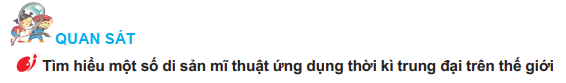 QUAN SÁT
Tìm hiểu một số di sản mĩ thuật ứng dụng thời kì trung đại trên thế giới